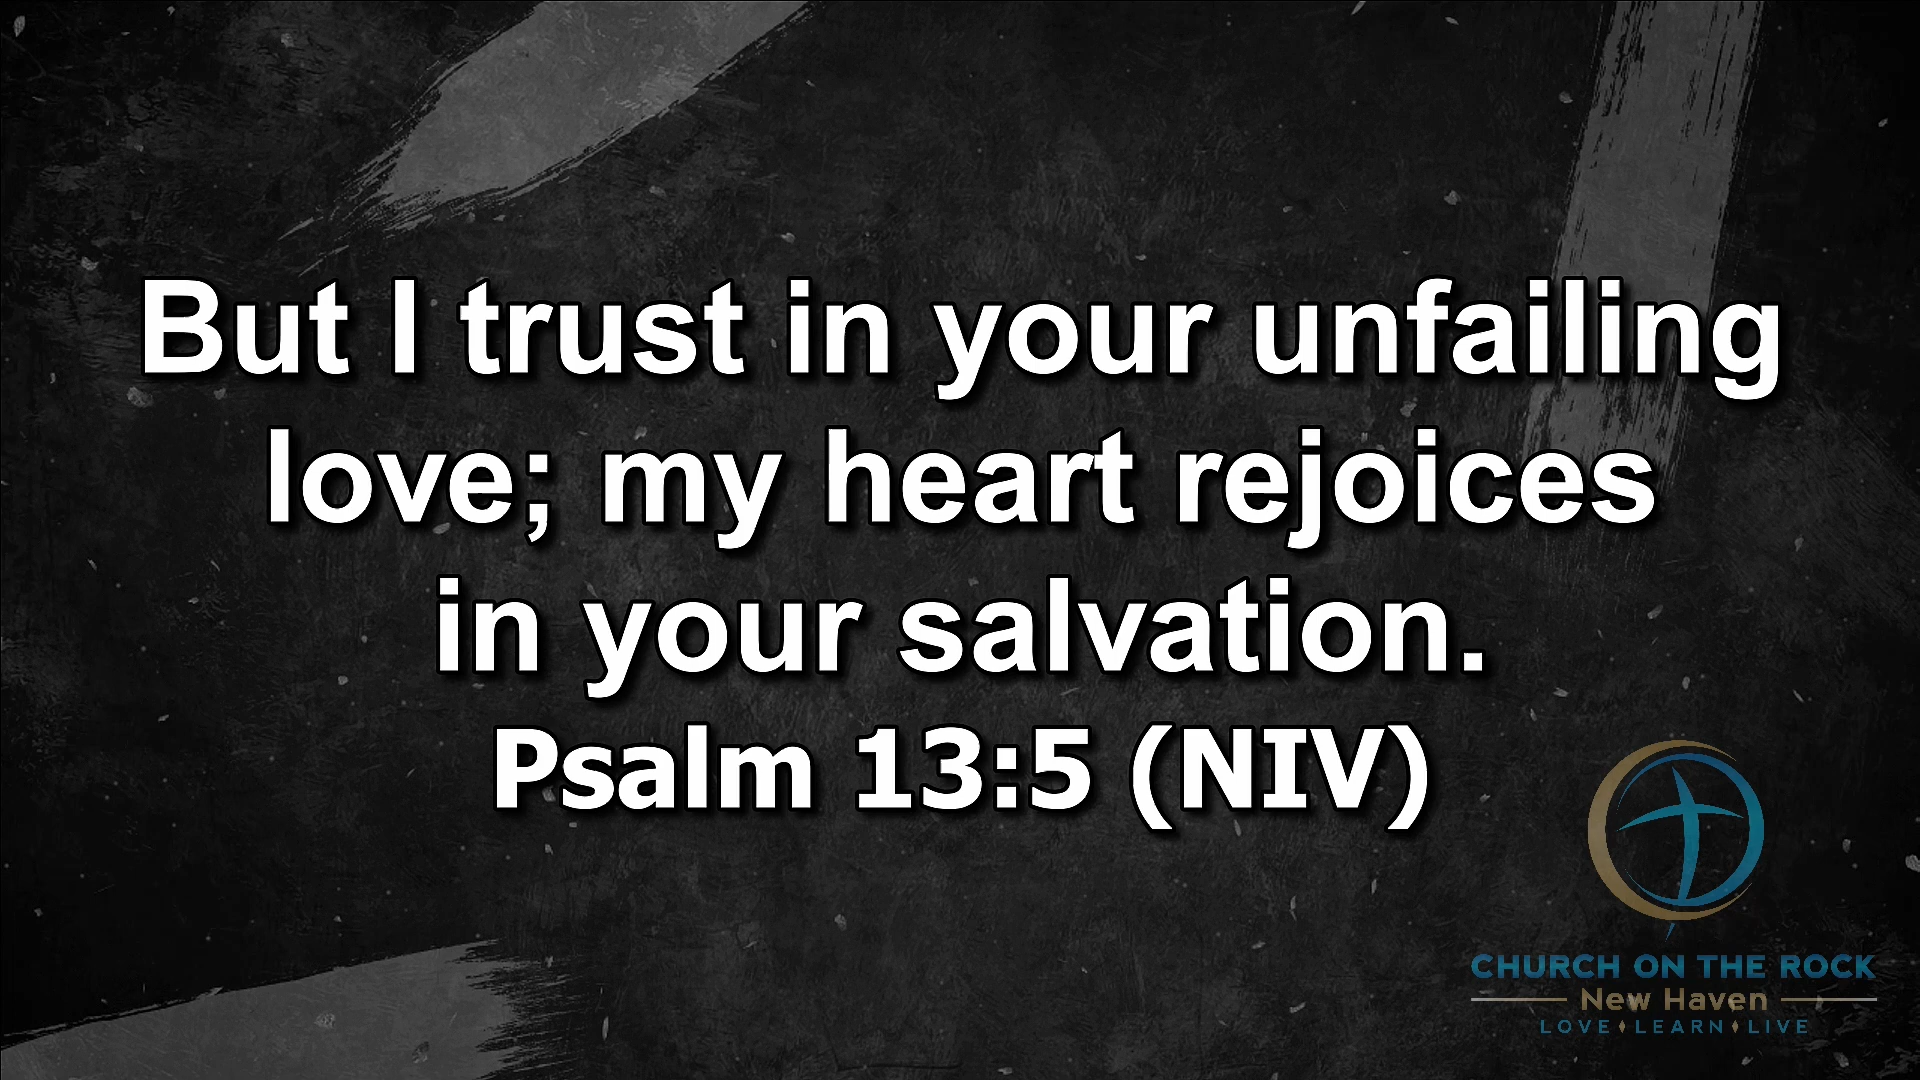 But I trust in your unfailing
love; my heart rejoices
in your salvation.
Psalm 13:5 (NIV)
CHURCH ON THE ROCK
New Haven
LOVE♦LEARN♦LIVE